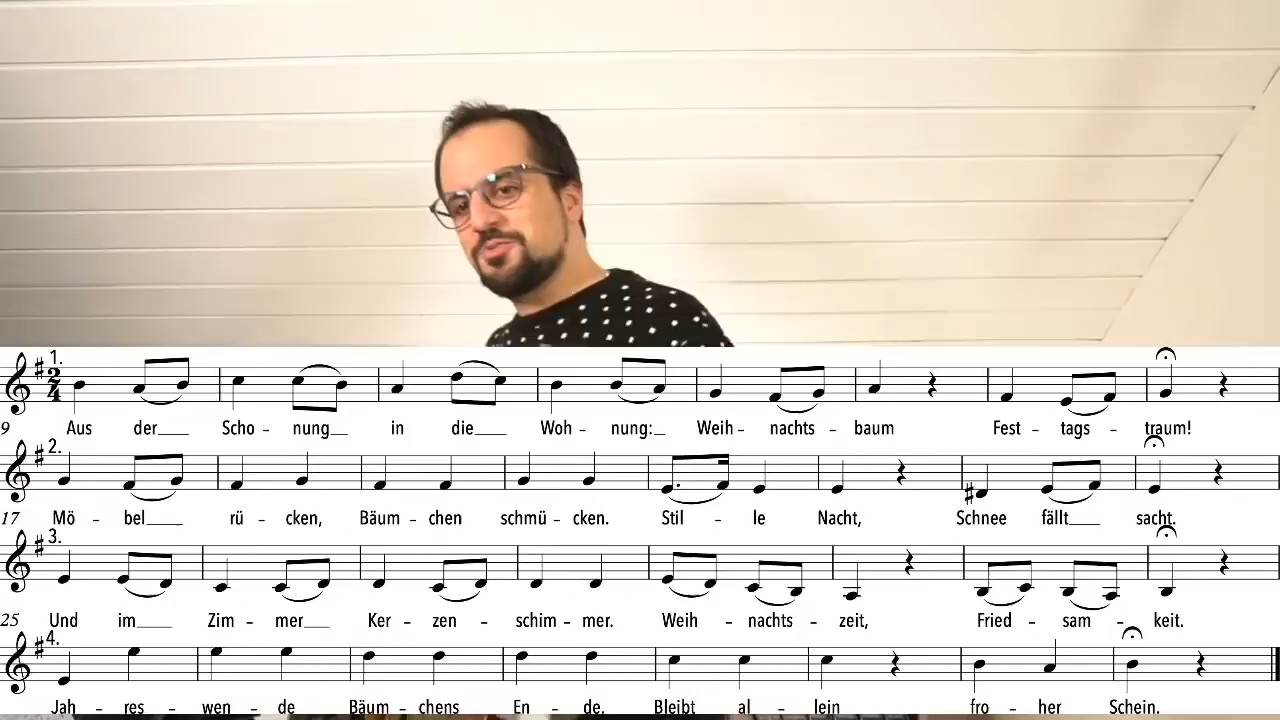 1.
2
4
9 Aus der___ Scho - nung__ in die___ Woh - nung:_ Weih - nachts - baum Fest - tags - traum!
2.
17 Mö - bel____ rü - cken, Bäum - chen schmü - cken. Stil - le Nacht, Schnee fällt___ sacht.
3.
25 Und im____ Zim - mer____ Ker - zen - schim - mer. Weih - nachts - zeit, Fried - sam - keit.
4.
Jah - res - wen - de Bäum - chens En - de. Bleibt al - lein fro - her Schein.